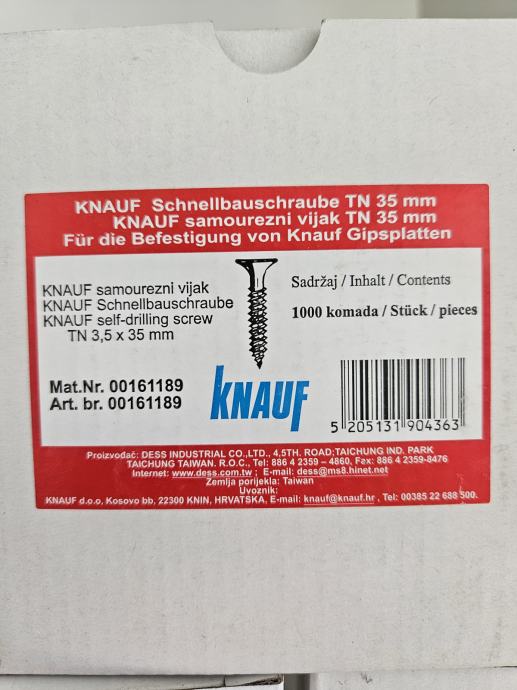 KNAUF Schnellbauschraube TN 35 mm
KNAUF samourezni vijak TN 35 mm
Für die Befestigung von Knauf Gipsplatten
KNAUF samourezni vijak
KNAUF Schnellbauschraube
KNAUF self-drilling screw
TN 3,5 x 35 mm
Sadržaj / Inhalt / Contents
1000 komada / Stück / pieces
Mat.Nr. 00161189
Art. br. 00161189
KNAUF
5 205131 904363
Proizvođač: DESS INDUSTRIAL CO.,LTD., 4,5TH. ROAD;TAICHUNG IND. PARK
TAICHUNG TAIWAN. R.O.C., Tel: 886 4 2359 – 4860, Fax: 886 4 2359-8476
Internet: www.dess.com.tw ; E-mail: dess@ms8.hinet.net
Zemlja porijekla: Taiwan
Uvoznik:
KNAUF d.o.o. Kosovo bb. 22300 KNIN, HRVATSKA, E-mail: knauf@knauf.hr , Tel: 00385 22 688 500.